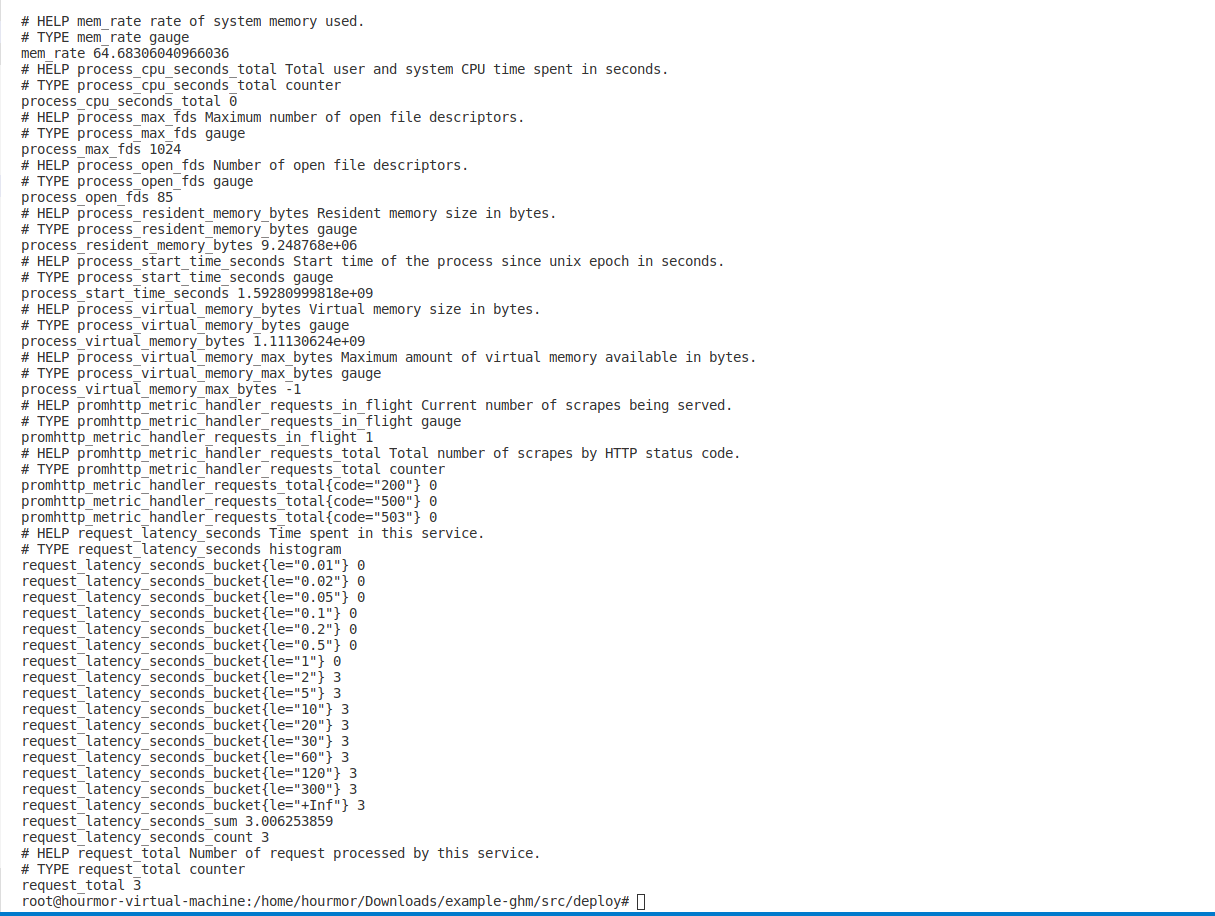 # HELP mem_rate rate of system memory used.
# TYPE mem_rate gauge
mem_rate 64.68306040966036
# HELP process_cpu_seconds_total Total user and system CPU time spent in seconds.
# TYPE process_cpu_seconds_total counter
process_cpu_seconds_total 0
# HELP process_max_fds Maximum number of open file descriptors.
# TYPE process_max_fds gauge
process_max_fds 1024
# HELP process_open_fds Number of open file descriptors.
# TYPE process_open_fds gauge
process_open_fds 85
# HELP process_resident_memory_bytes Resident memory size in bytes.
# TYPE process_resident_memory_bytes gauge
process_resident_memory_bytes 9.248768e+06
# HELP process_start_time_seconds Start time of the process since unix epoch in seconds.
# TYPE process_start_time_seconds gauge
process_start_time_seconds 1.59280999818e+09
# HELP process_virtual_memory_bytes Virtual memory size in bytes.
# TYPE process_virtual_memory_bytes gauge
process_virtual_memory_bytes 1.11130624e+09
# HELP process_virtual_memory_max_bytes Maximum amount of virtual memory available in bytes.
# TYPE process_virtual_memory_max_bytes gauge
process_virtual_memory_max_bytes -1
# HELP promhttp_metric_handler_requests_in_flight Current number of scrapes being served.
# TYPE promhttp_metric_handler_requests_in_flight gauge
promhttp_metric_handler_requests_in_flight 1
# HELP promhttp_metric_handler_requests_total Total number of scrapes by HTTP status code.
# TYPE promhttp_metric_handler_requests_total counter
promhttp_metric_handler_requests_total{code="200"} 0
promhttp_metric_handler_requests_total{code="500"} 0
promhttp_metric_handler_requests_total{code="503"} 0
# HELP request_latency_seconds Time spent in this service.
# TYPE request_latency_seconds histogram
request_latency_seconds_bucket{le="0.01"} 0
request_latency_seconds_bucket{le="0.02"} 0
request_latency_seconds_bucket{le="0.05"} 0
request_latency_seconds_bucket{le="0.1"} 0
request_latency_seconds_bucket{le="0.2"} 0
request_latency_seconds_bucket{le="0.5"} 0
request_latency_seconds_bucket{le="1"} 0
request_latency_seconds_bucket{le="2"} 3
request_latency_seconds_bucket{le="5"} 3
request_latency_seconds_bucket{le="10"} 3
request_latency_seconds_bucket{le="20"} 3
request_latency_seconds_bucket{le="30"} 3
request_latency_seconds_bucket{le="60"} 3
request_latency_seconds_bucket{le="120"} 3
request_latency_seconds_bucket{le="300"} 3
request_latency_seconds_bucket{le="+Inf"} 3
request_latency_seconds_sum 3.006253859
request_latency_seconds_count 3
# HELP request_total Number of request processed by this service.
# TYPE request_total counter
request_total 3
root@hourmor-virtual-machine:/home/hourmor/Downloads/example-ghm/src/deploy#